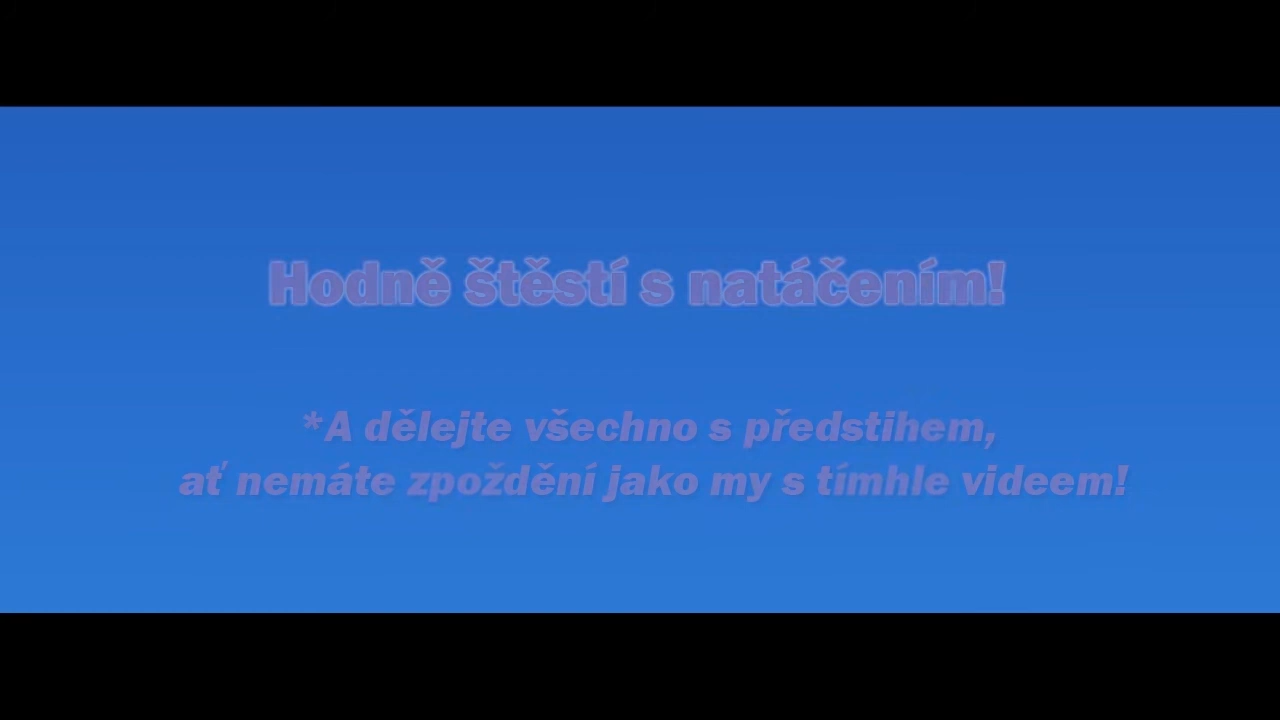 Hodně štěstí s natáčením!
*A dělejte všechno s předstihem,
ať nemáte zpoždění jako my s tímhle videem!